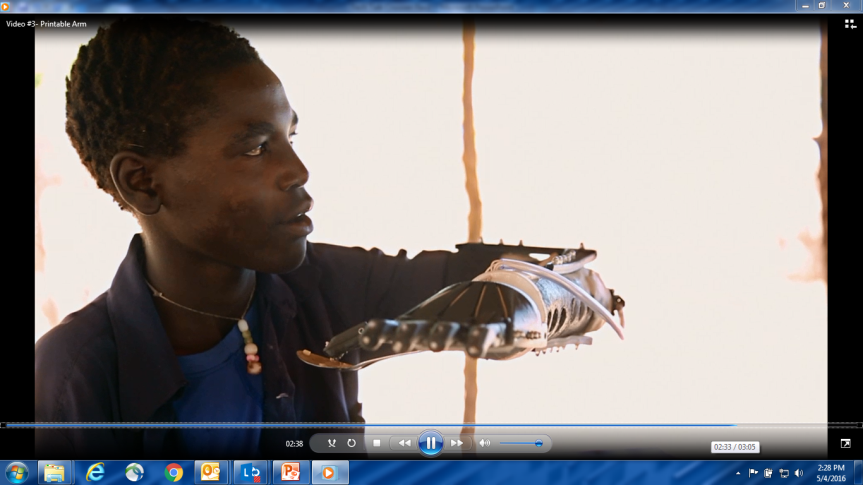 Video #3- Printable Arm
02:38
02:33 / 03:05
2:28 PM
5/4/2016